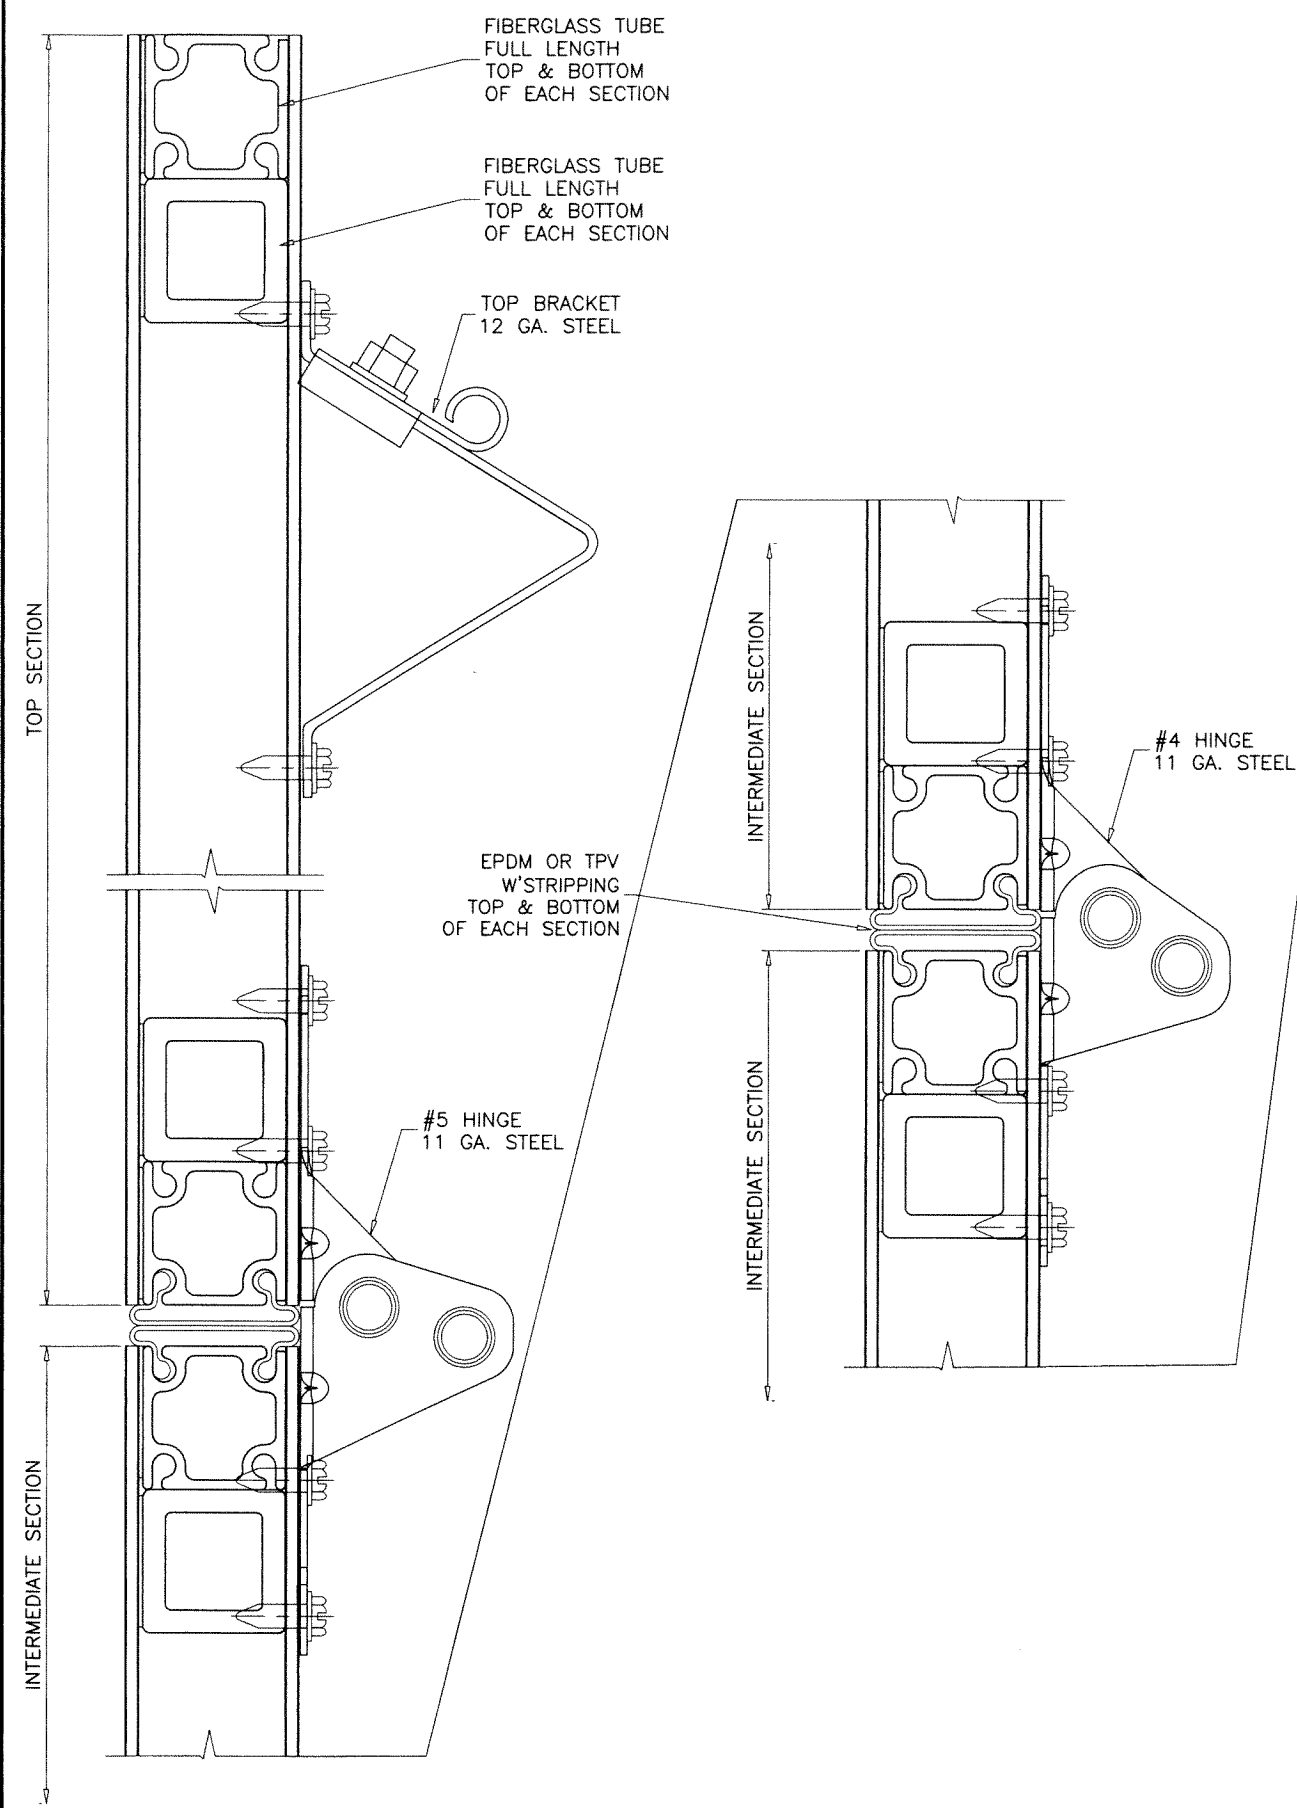 FIBERGLASS TUBE
FULL LENGTH
TOP & BOTTOM
OF EACH SECTION
FIBERGLASS TUBE
FULL LENGTH
TOP & BOTTOM
OF EACH SECTION
TOP BRACKET
12 GA. STEEL
TOP SECTION
INTERMEDIATE SECTION
#4 HINGE
11 GA. STEEL
EPDM OR TPV
W'STRIPPING
TOP & BOTTOM
OF EACH SECTION
#5 HINGE
11 GA. STEEL
INTERMEDIATE SECTION
INTERMEDIATE SECTION